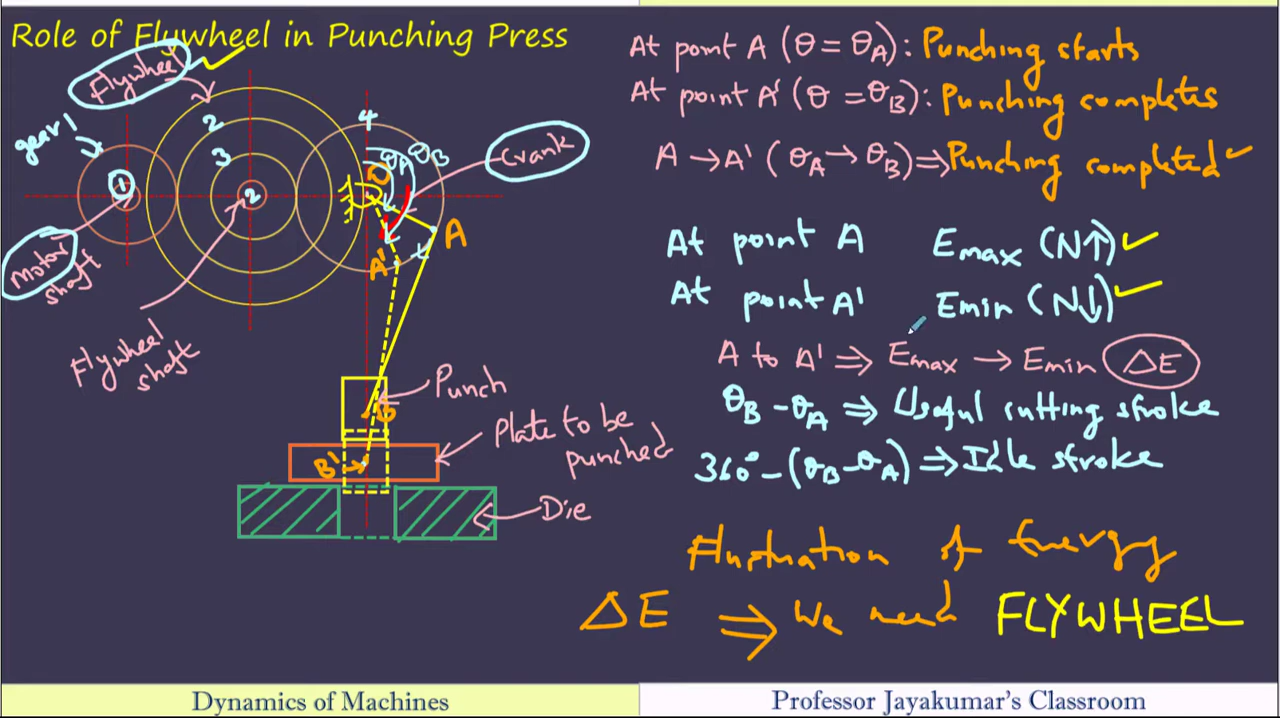 Role of Flywheel in Punching Press
Flywheel
gear 1
2
3
4
θA θB
Crank
1
2
O
A
A'
Motor
shaft
Flywheel
shaft
Punch
B
Plate to be
punched
B'
Die
At point A (θ = θA): Punching starts
At point A' (θ = θB): Punching completes
A → A' (θA → θB) ⇒ Punching completed
At point A Emax (N↑)
At point A' Emin (N↓)
A to A' ⇒ Emax → Emin ΔE
θB - θA ⇒ Useful cutting stroke
360° - (θB - θA) ⇒ Idle stroke
of Energy
ΔE ⇒ We need FLYWHEEL
Dynamics of Machines
Professor Jayakumar's Classroom